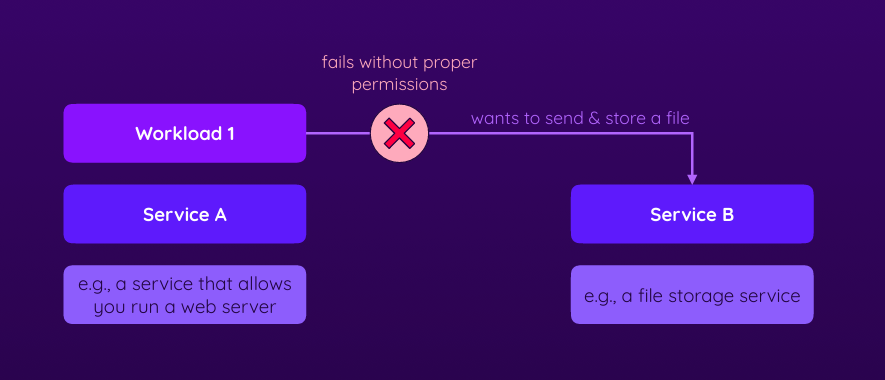 fails without proper
permissions
wants to send & store a file
Workload 1
Service A
Service B
e.g., a service that allows
you run a web server
e.g., a file storage service